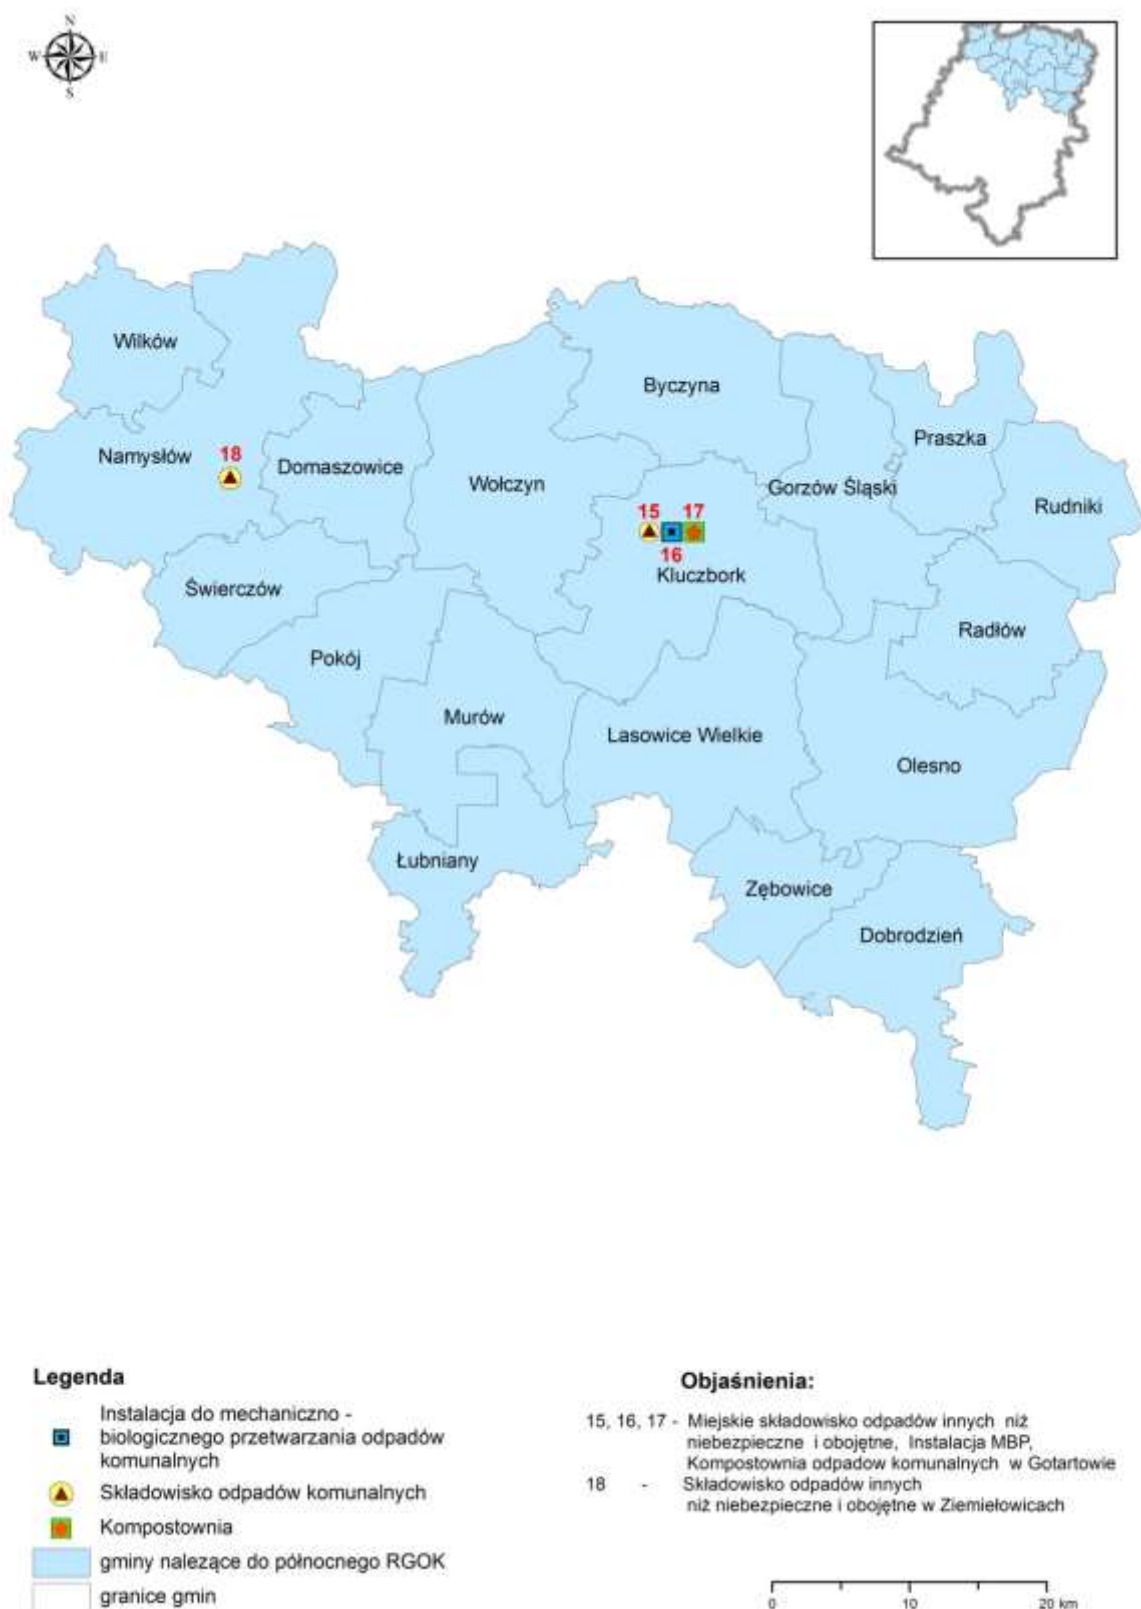 N
W E
S
Wilków
Byczyna
Praszka
Namysłów
18
Domaszowice
Wołczyn
Gorzów Śląski
Rudniki
15 17
16
Kluczbork
Świerczów
Radłów
Pokój
Murów
Lasowice Wielkie
Olesno
Łubniany
Zębowice
Dobrodzień
Legenda
Instalacja do mechaniczno -
biologicznego przetwarzania odpadów
komunalnych
Składowisko odpadów komunalnych
Kompostownia
gminy nalezące do północnego RGOK
granice gmin
Objaśnienia:
15, 16, 17 - Miejskie składowisko odpadów innych niż
niebezpieczne i obojętne, Instalacja MBP,
Kompostownia odpadow komunalnych w Gotartowie
18 - Składowisko odpadów innych
niż niebezpieczne i obojętne w Ziemiełowicach
0 10 20 km